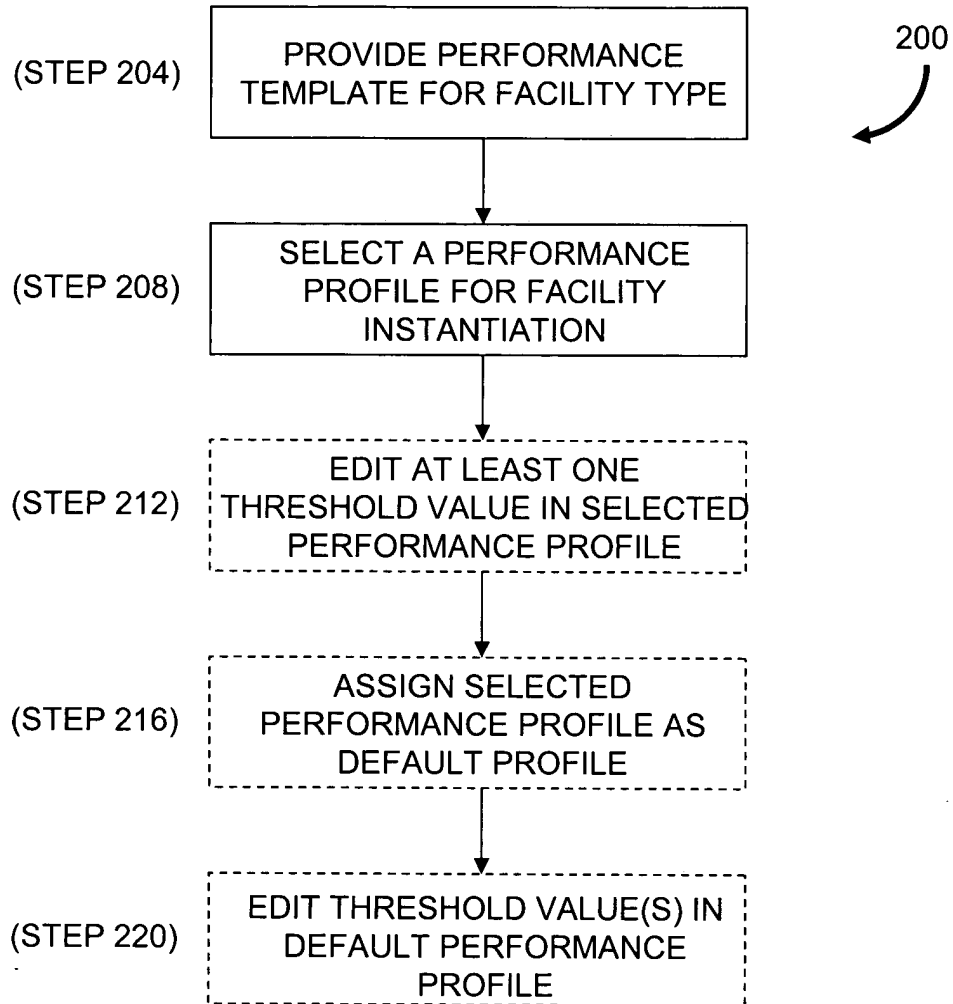 200
(STEP 204)
PROVIDE PERFORMANCE
TEMPLATE FOR FACILITY TYPE
(STEP 208)
SELECT A PERFORMANCE
PROFILE FOR FACILITY
INSTANTIATION
(STEP 212)
EDIT AT LEAST ONE
THRESHOLD VALUE IN SELECTED
PERFORMANCE PROFILE
(STEP 216)
ASSIGN SELECTED
PERFORMANCE PROFILE AS
DEFAULT PROFILE
(STEP 220)
EDIT THRESHOLD VALUE(S) IN
DEFAULT PERFORMANCE
PROFILE